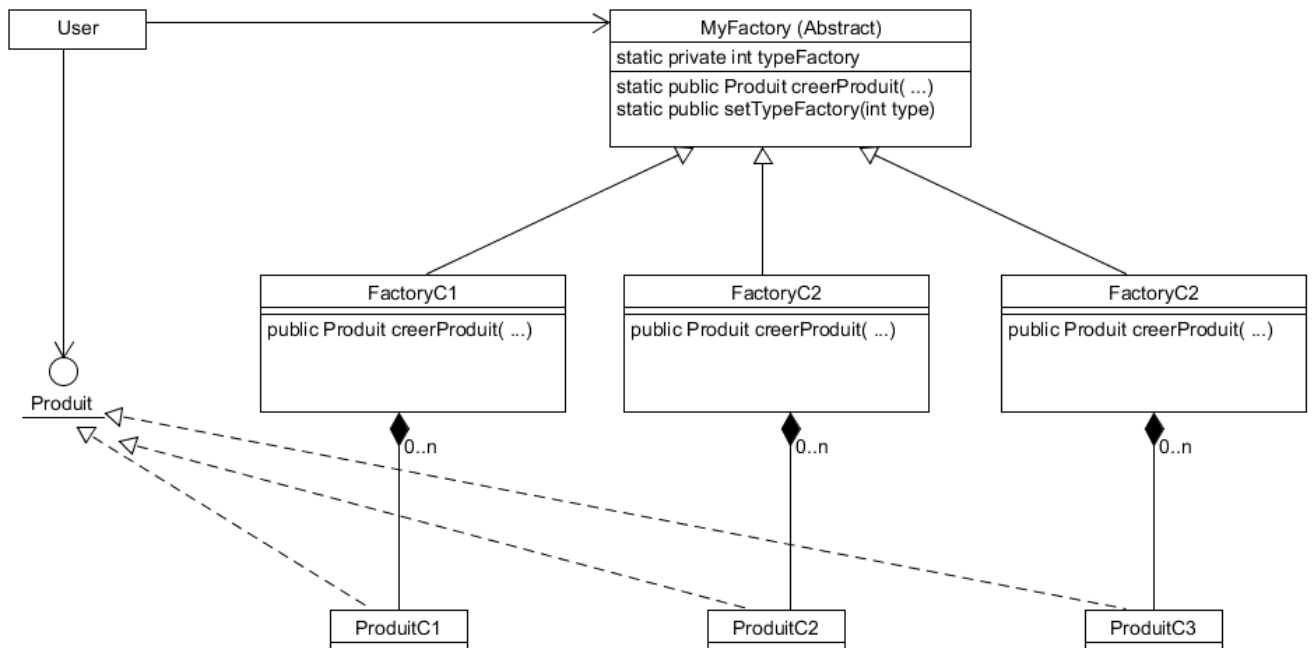 User
MyFactory (Abstract)
static private int typeFactory
static public Produit creerProduit( ...)
static public setTypeFactory(int type)
FactoryC1
public Produit creerProduit( ...)
FactoryC2
public Produit creerProduit( ...)
FactoryC2
public Produit creerProduit( ...)
Produit
0..n
0..n
0..n
ProduitC1
ProduitC2
ProduitC3